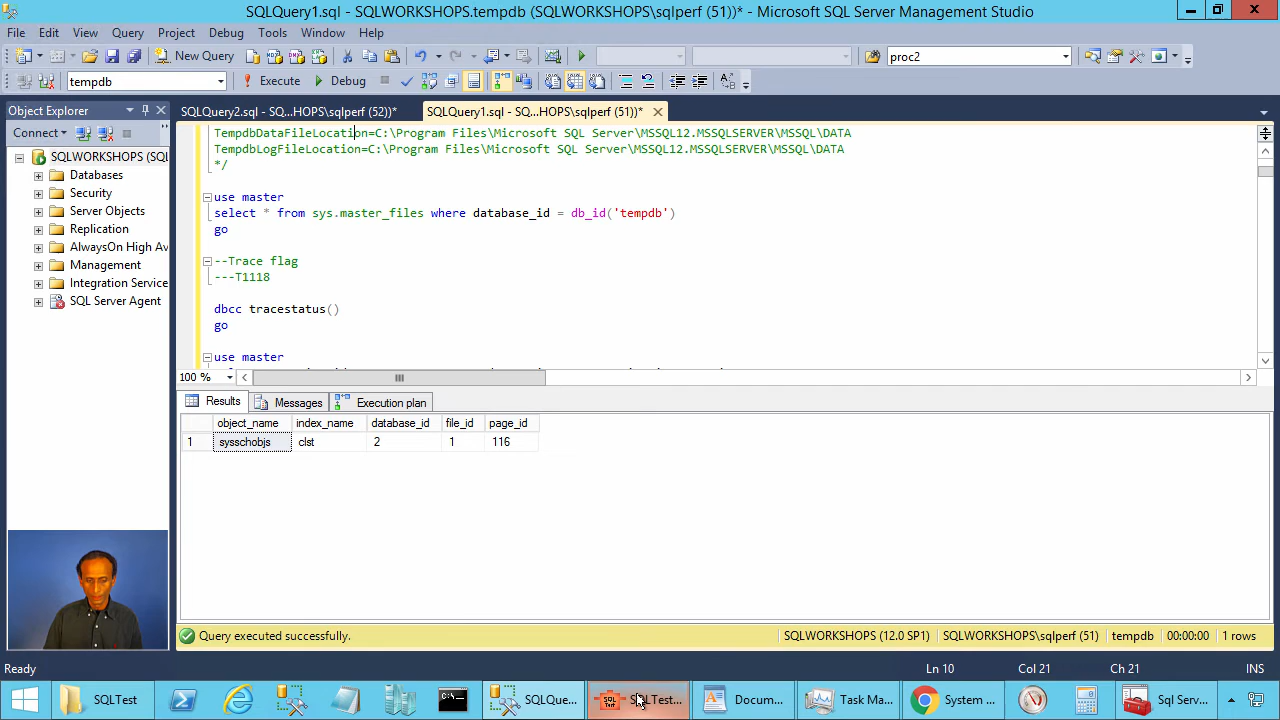 SQLQuery1.sql - SQLWORKSHOPS.tempdb (SQLWORKSHOPS\sqlperf (51))* - Microsoft SQL Server Management Studio
File Edit View Query Project Debug Tools Window Help
New Query proc2
tempdb Execute Debug
Object Explorer
SQLQuery2.sql - SQ...HOPS\sqlperf (52))* SQLQuery1.sql - SQ...HOPS\sqlperf (51))*
Connect
SQLWORKSHOPS (SQL
Databases
Security
Server Objects
Replication
AlwaysOn High Av
Management
Integration Service
SQL Server Agent
TempdbDataFileLocation=C:\Program Files\Microsoft SQL Server\MSSQL12.MSSQLSERVER\MSSQL\DATA
TempdbLogFileLocation=C:\Program Files\Microsoft SQL Server\MSSQL12.MSSQLSERVER\MSSQL\DATA
*/
use master
select * from sys.master_files where database_id = db_id('tempdb')
go
--Trace flag
---T1118
dbcc tracestatus()
go
use master
100 %
Results Messages Execution plan
object_name index_name database_id file_id page_id
1 sysschobjs clst 2 1 116
Query executed successfully. SQLWORKSHOPS (12.0 SP1) SQLWORKSHOPS\sqlperf (51) tempdb 00:00:00 1 rows
Ready Ln 10 Col 21 Ch 21 INS
SQLTest SQLQue... SQLTest... Docum... Task Ma... System ... Sql Serv...